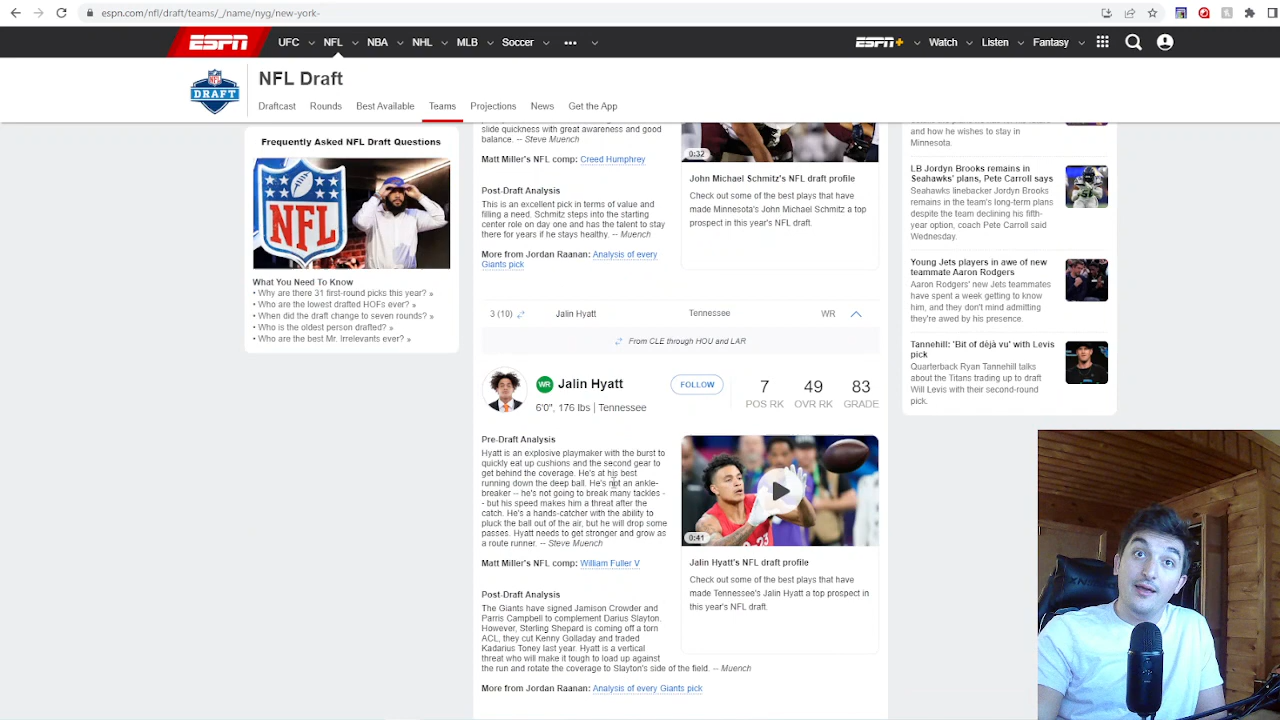 espn.com/nfl/draft/teams/_/name/nyg/new-york-
ESPN
UFC NFL NBA NHL MLB Soccer
ESPN+ Watch Listen Fantasy
NFL DRAFT
NFL Draft
Draftcast Rounds Best Available Teams Projections News Get the App
Frequently Asked NFL Draft Questions
NFL
What You Need To Know
• Why are there 31 first-round picks this year? »
• Who are the lowest drafted HOFs ever? »
• When did the draft change to seven rounds? »
• Who is the oldest person drafted? »
• Who are the best Mr. Irrelevants ever? »
slide quickness with great awareness and good
balance. -- Steve Muench
Matt Miller's NFL comp: Creed Humphrey
Post-Draft Analysis
This is an excellent pick in terms of value and
filling a need. Schmitz steps into the starting
center role on day one and has the talent to stay
there for years if he stays healthy. -- Muench
More from Jordan Raanan: Analysis of every
Giants pick
0:32
John Michael Schmitz's NFL draft profile
Check out some of the best plays that have
made Minnesota's John Michael Schmitz a top
prospect in this year's NFL draft.
3 (10) Jalin Hyatt Tennessee WR
From CLE through HOU and LAR
WR Jalin Hyatt
6'0", 176 lbs | Tennessee
FOLLOW
7 49 83
POS RK OVR RK GRADE
Pre-Draft Analysis
Hyatt is an explosive playmaker with the burst to
quickly eat up cushions and the second gear to
get behind the coverage. He's at his best
running down the deep ball. He's not an ankle-
breaker -- he's not going to break many tackles -
- but his speed makes him a threat after the
catch. He's a hands-catcher with the ability to
pluck the ball out of the air, but he will drop some
passes. Hyatt needs to get stronger and grow as
a route runner. -- Steve Muench
Matt Miller's NFL comp: William Fuller V
0:41
Jalin Hyatt's NFL draft profile
Check out some of the best plays that have
made Tennessee's Jalin Hyatt a top prospect in
this year's NFL draft.
Post-Draft Analysis
The Giants have signed Jamison Crowder and
Parris Campbell to complement Darius Slayton.
However, Sterling Shepard is coming off a torn
ACL, they cut Kenny Golladay and traded
Kadarius Toney last year. Hyatt is a vertical
threat who will make it tough to load up against
the run and rotate the coverage to Slayton's side of the field. -- Muench
More from Jordan Raanan: Analysis of every Giants pick
and how he wishes to stay in
Minnesota.
LB Jordyn Brooks remains in
Seahawks' plans, Pete Carroll says
Seahawks linebacker Jordyn Brooks
remains in the team's long-term plans
despite the team declining his fifth-
year option, coach Pete Carroll said
Wednesday.
Young Jets players in awe of new
teammate Aaron Rodgers
Aaron Rodgers' new Jets teammates
have spent a week getting to know
him, and they don't mind admitting
they're awed by his presence.
Tannehill: 'Bit of déjà vu' with Levis
pick
Quarterback Ryan Tannehill talks
about the Titans trading up to draft
Will Levis with their second-round
pick.